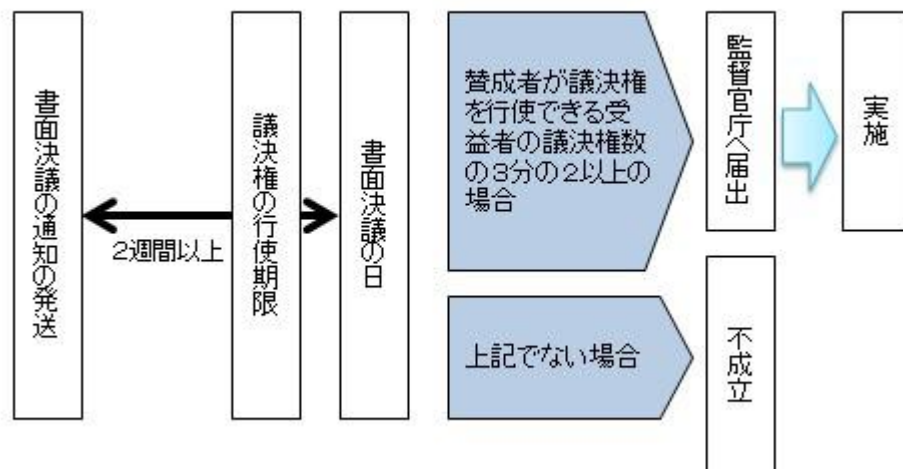 書面決議の通知の発送
2週間以上
議決権の行使期限
書面決議の日
賛成者が議決権
を行使できる受
益者の議決権数
の3分の2以上の
場合
監督官庁へ届出
実施
上記でない場合
不成立